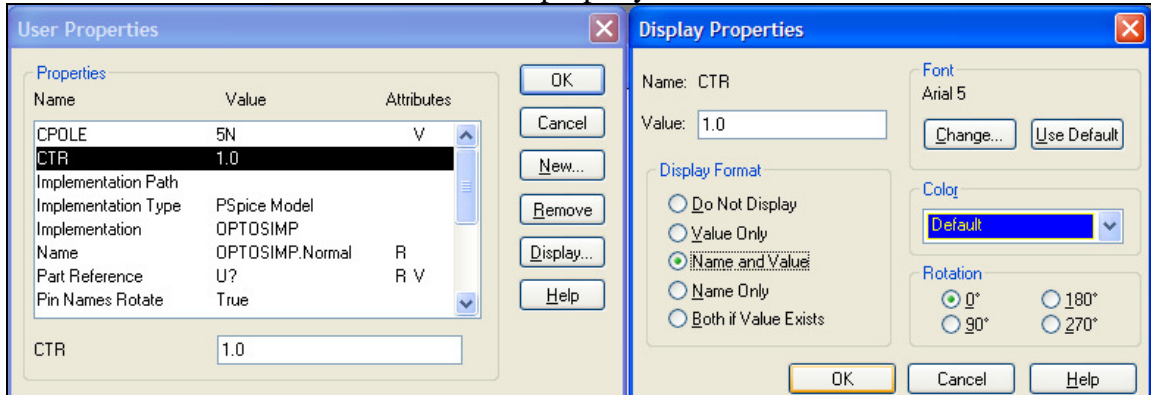 User Properties
Properties
Name Value Attributes
CPOLE 5N V
CTR 1.0
Implementation Path
Implementation Type PSpice Model
Implementation OPTOSIMP
Name OPTOSIMP.Normal R
Part Reference U? R V
Pin Names Rotate True
CTR 1.0
OK
Cancel
New...
Remove
Display...
Help
Display Properties
Name: CTR
Value: 1.0
Display Format
Do Not Display
Value Only
Name and Value
Name Only
Both if Value Exists
Font
Arial 5
Change... Use Default
Color
Default
Rotation
0° 180°
90° 270°
OK Cancel Help